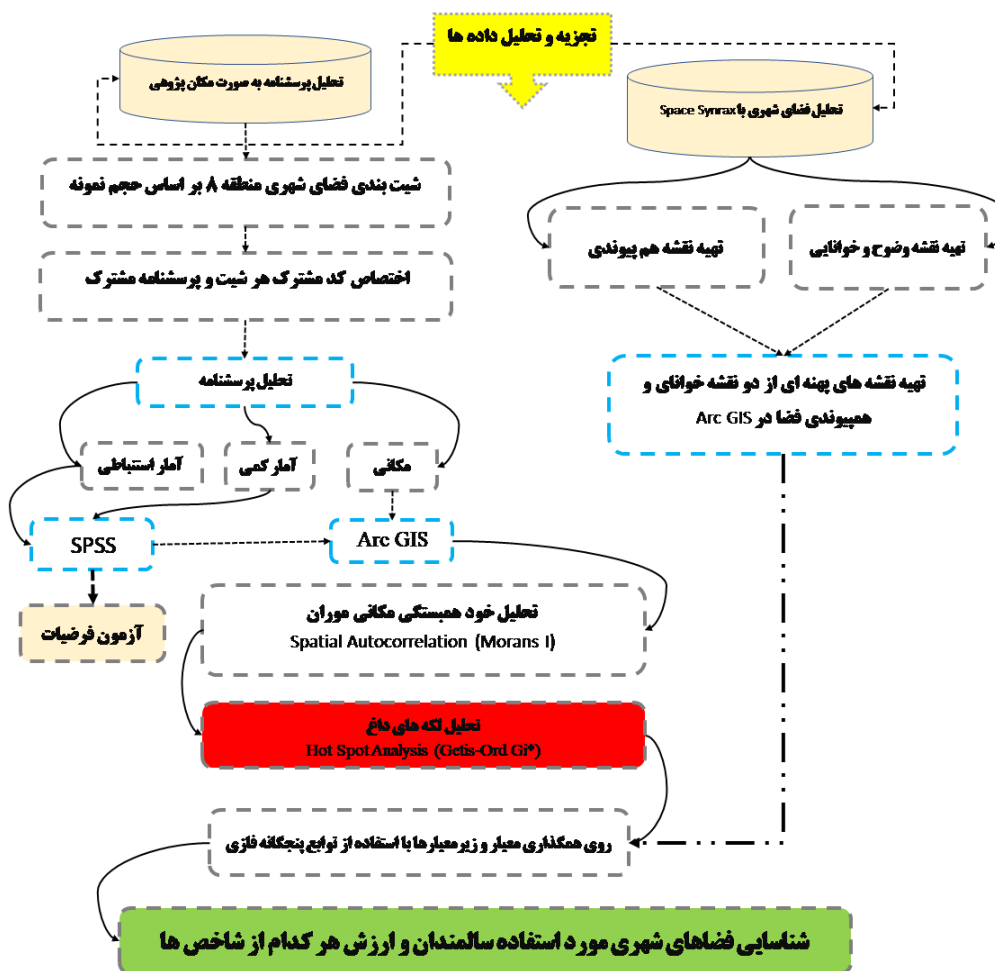 تجزیه و تحلیل داده ها
تحلیل پرسشنامه به صورت مکان پژوهی
تحلیل فضای شهری با Space Synrax
شیت بندی فضای شهری منطقه ۸ بر اساس حجم نمونه
تهیه نقشه وضوح و خوانایی
تهیه نقشه هم پیوندی
اختصاص کد مشترک هر شیت و پرسشنامه مشترک
تحلیل پرسشنامه
تهیه نقشه های پهنه ای از دو نقشه خوانای و
همپیوندی فضا در Arc GIS
مکانی
آمار کمی
آمار استنباطی
SPSS
Arc GIS
آزمون فرضیات
تحلیل خود همبستگی مکانی موران
Spatial Autocorrelation (Morans I)
تحلیل لکه های داغ
Hot Spot Analysis (Getis-Ord Gi*)
روی همگذاری معیار و زیرمعیارها با استفاده از توابع پنجگانه فازی
شناسایی فضاهای شهری مورد استفاده سالمندان و ارزش هر کدام از شاخص ها